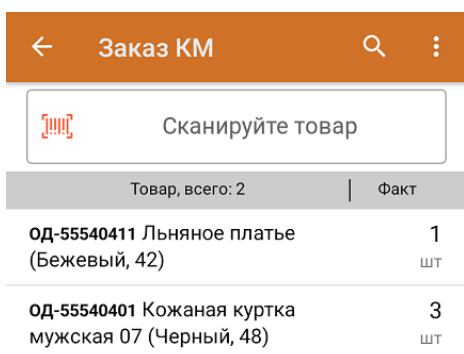 Заказ КМ
Сканируйте товар
Товар, всего: 2 Факт
ОД-55540411 Льняное платье 1
(Бежевый, 42) шт
ОД-55540401 Кожаная куртка 3
мужская 07 (Черный, 48) шт